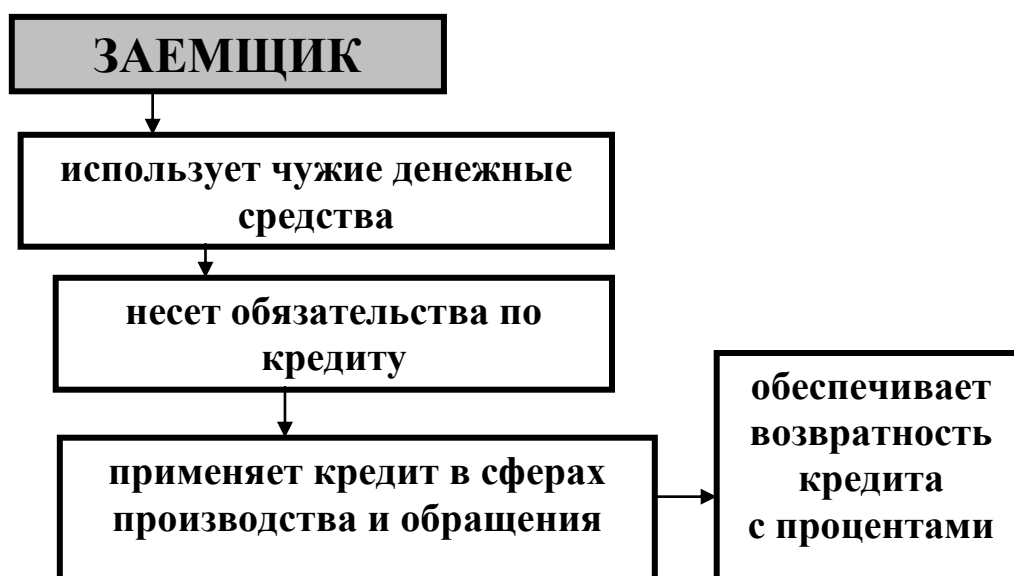 ЗАЕМЩИК
использует чужие денежные
средства
несет обязательства по
кредиту
применяет кредит в сферах
производства и обращения
обеспечивает
возвратность
кредита
с процентами